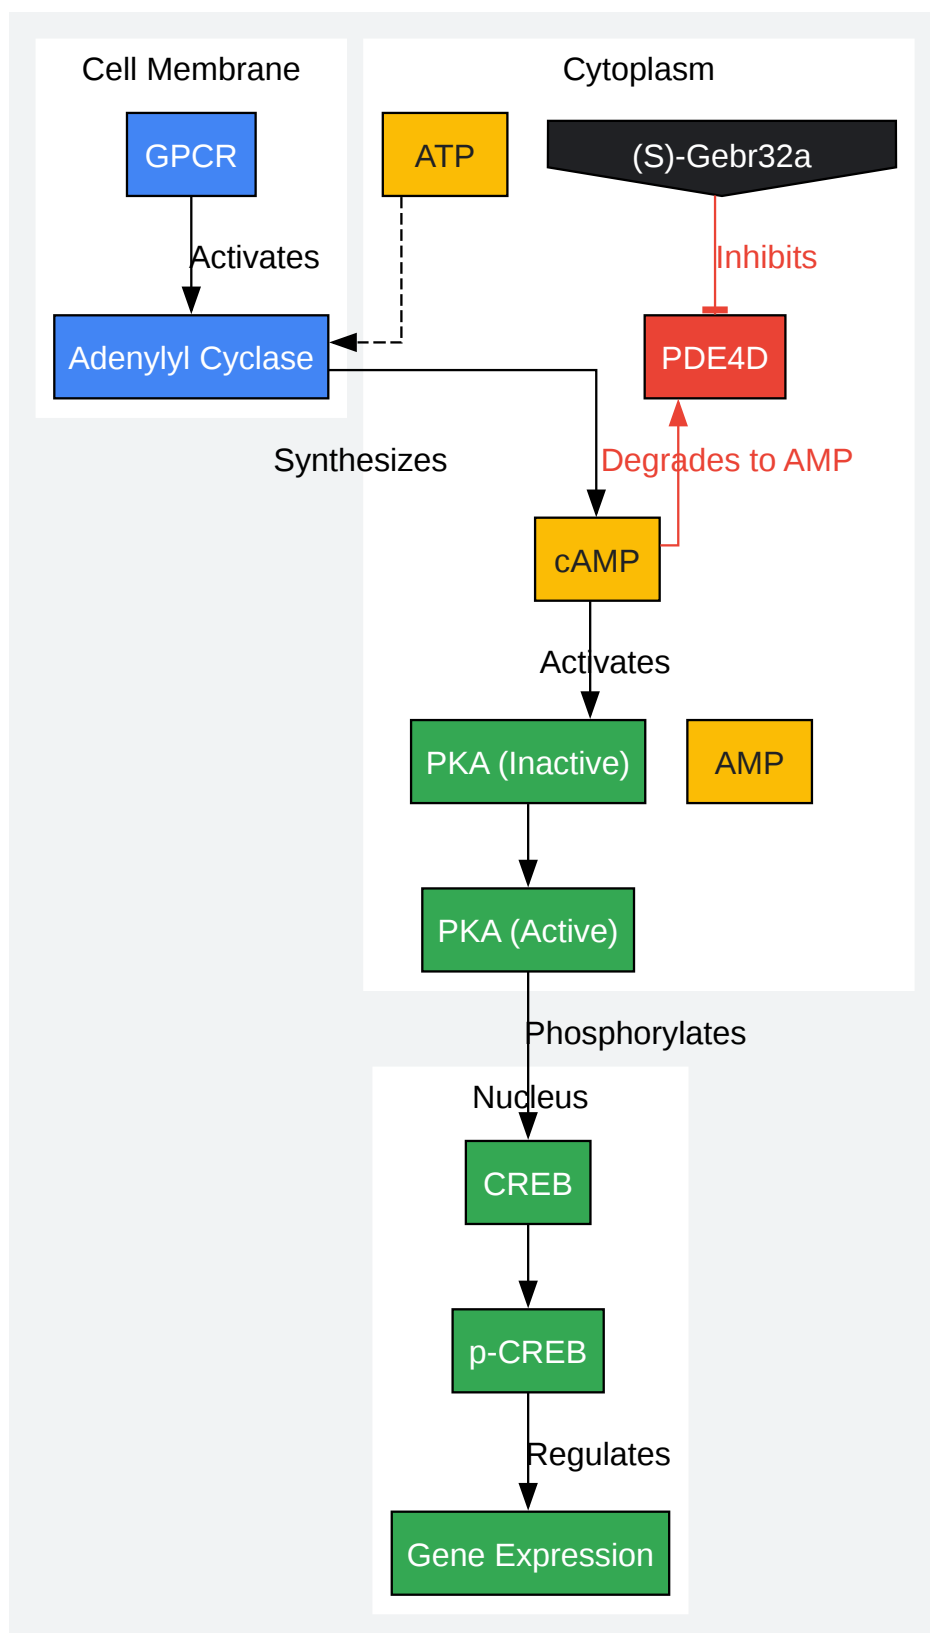 Cell Membrane
Cytoplasm
GPCR
ATP
(S)-Gebr32a
Activates
Inhibits
Adenylyl Cyclase
PDE4D
Synthesizes
Degrades to AMP
cAMP
Activates
PKA (Inactive)
AMP
PKA (Active)
Phosphorylates
Nucleus
CREB
p-CREB
Regulates
Gene Expression